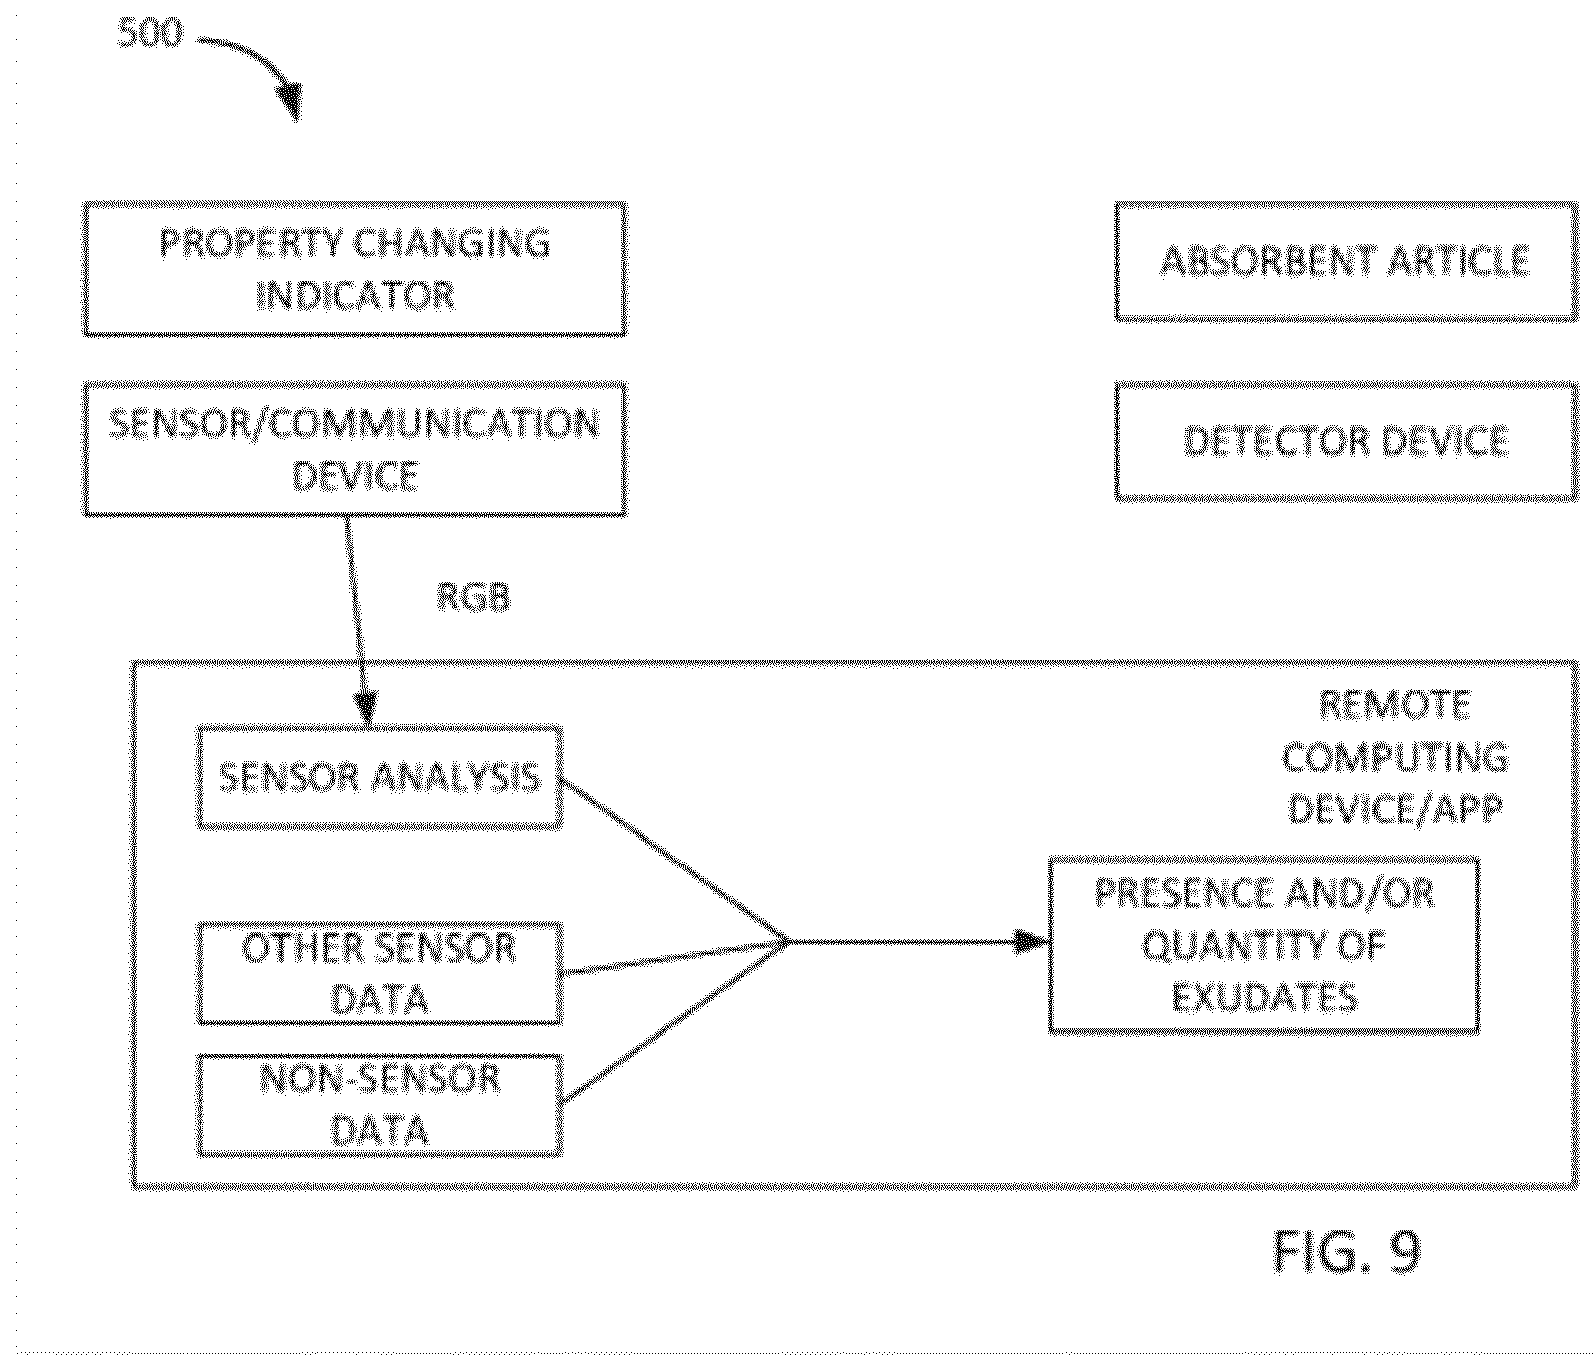 500
PROPERTY CHANGING
INDICATOR
ABSORBENT ARTICLE
SENSOR/COMMUNICATION
DEVICE
DETECTOR DEVICE
RGB
REMOTE
COMPUTING
DEVICE/APP
SENSOR ANALYSIS
PRESENCE AND/OR
QUANTITY OF
EXUDATES
OTHER SENSOR
DATA
NON-SENSOR
DATA
FIG. 9